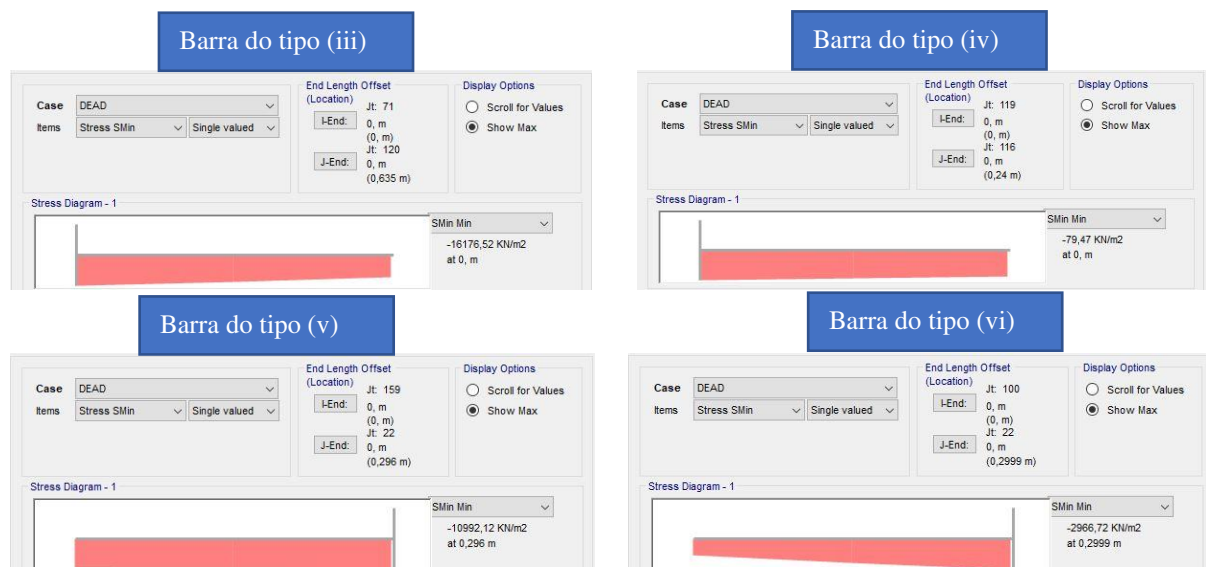 Barra do tipo (iii)
Case DEAD
Items Stress SMin Single valued
End Length Offset
(Location)
Jt: 71
I-End: 0, m
(0, m)
Jt: 120
J-End: 0, m
(0,635 m)
Display Options
Scroll for Values
Show Max
Stress Diagram - 1
SMin Min
-16176,52 KN/m2
at 0, m
Barra do tipo (iv)
Case DEAD
Items Stress SMin Single valued
End Length Offset
(Location)
Jt: 119
I-End: 0, m
(0, m)
Jt: 116
J-End: 0, m
(0,24 m)
Display Options
Scroll for Values
Show Max
Stress Diagram - 1
SMin Min
-79,47 KN/m2
at 0, m
Barra do tipo (v)
Case DEAD
Items Stress SMin Single valued
End Length Offset
(Location)
Jt: 159
I-End: 0, m
(0, m)
Jt: 22
J-End: 0, m
(0,296 m)
Display Options
Scroll for Values
Show Max
Stress Diagram - 1
SMin Min
-10992,12 KN/m2
at 0,296 m
Barra do tipo (vi)
Case DEAD
Items Stress SMin Single valued
End Length Offset
(Location)
Jt: 100
I-End: 0, m
(0, m)
Jt: 22
J-End: 0, m
(0,2999 m)
Display Options
Scroll for Values
Show Max
Stress Diagram - 1
SMin Min
-2966,72 KN/m2
at 0,2999 m